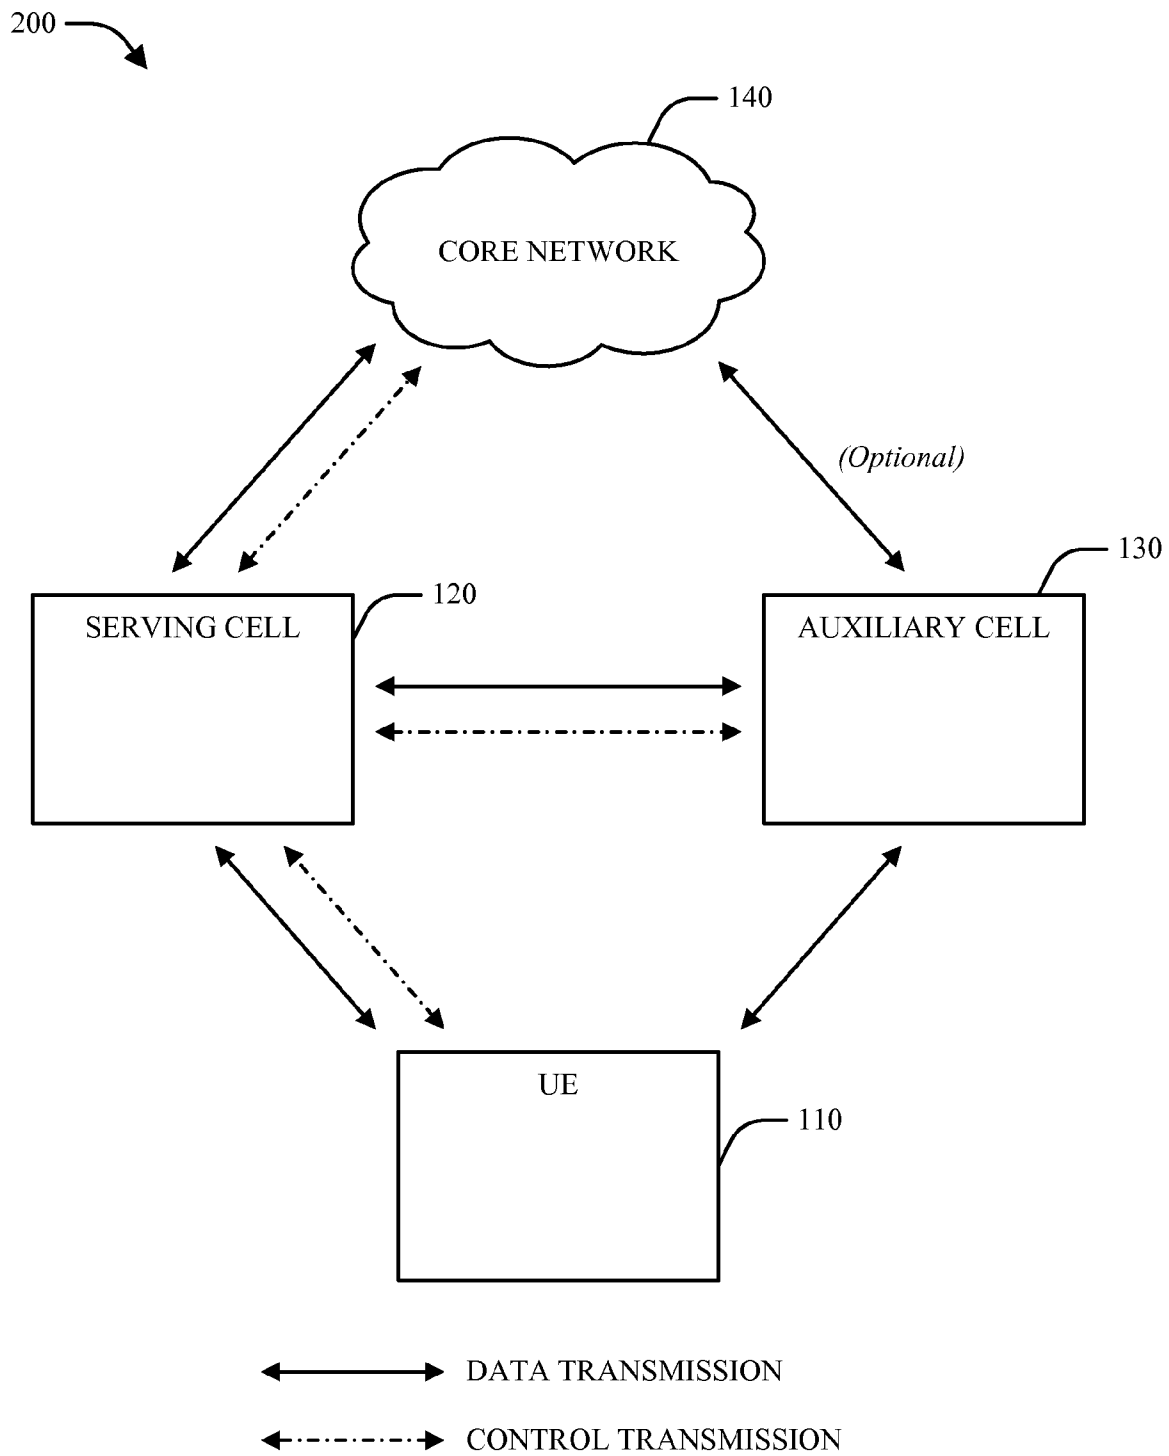 200
140
CORE NETWORK
(Optional)
130
120
SERVING CELL
AUXILIARY CELL
UE
110
DATA TRANSMISSION
CONTROL TRANSMISSION